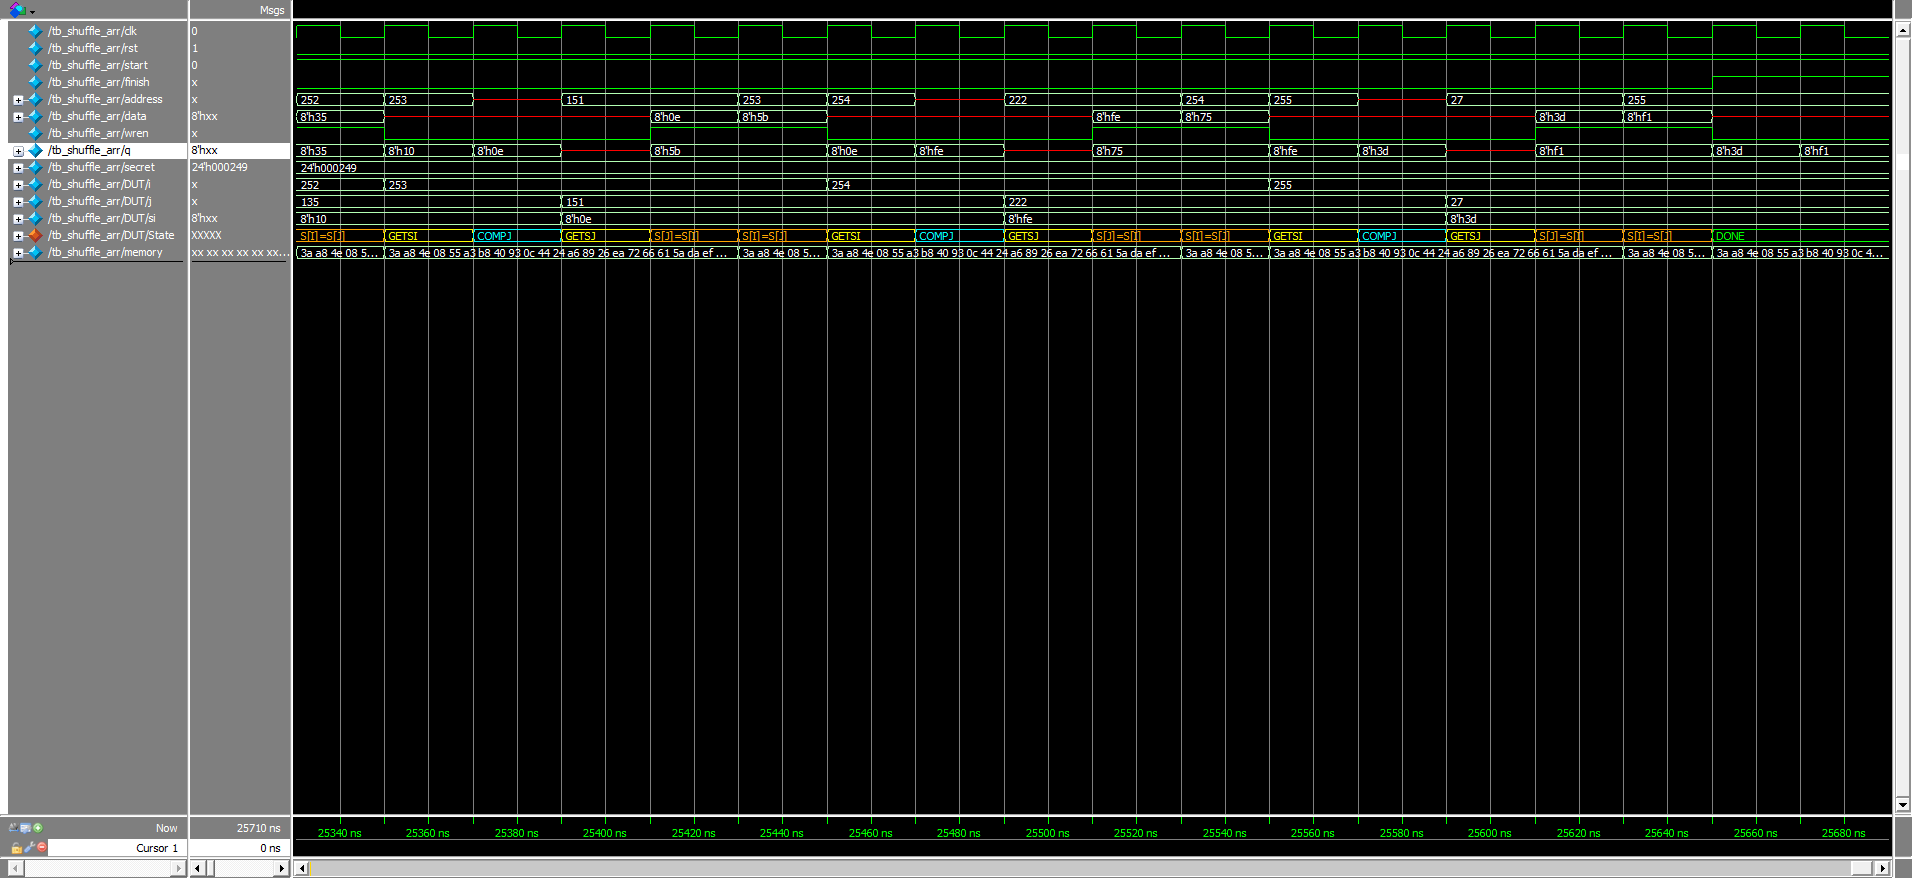 Msgs
/tb_shuffle_arr/clk 0
/tb_shuffle_arr/rst 1
/tb_shuffle_arr/start 0
/tb_shuffle_arr/finish x
/tb_shuffle_arr/address x 252 253 151 253 254 222 254 255 27 255
/tb_shuffle_arr/data 8'hxx 8'h35 8'h0e 8'h5b 8'hfe 8'h75 8'h3d 8'hf1
/tb_shuffle_arr/wren x
/tb_shuffle_arr/q 8'hxx 8'h35 8'h10 8'h0e 8'h5b 8'h0e 8'hfe 8'h75 8'hfe 8'h3d 8'hf1 8'h3d 8'hf1
/tb_shuffle_arr/secret 24'h000249 24'h000249
/tb_shuffle_arr/DUT/i x 252 253 254 255
/tb_shuffle_arr/DUT/j x 135 151 222 27
/tb_shuffle_arr/DUT/si 8'hxx 8'h10 8'h0e 8'hfe 8'h3d
/tb_shuffle_arr/DUT/State XXXXX S[I]=S[J] GETSI COMPJ GETSJ S[J]=S[I] S[I]=S[J] GETSI COMPJ GETSJ S[J]=S[I] S[I]=S[J] GETSI COMPJ GETSJ S[J]=S[I] S[I]=S[J] DONE
/tb_shuffle_arr/memory xx xx xx xx xx xx... 3a a8 4e 08 5... 3a a8 4e 08 55 a3 b8 40 93 0c 44 24 a6 89 26 ea 72 66 61 5a da ef ... 3a a8 4e 08 5... 3a a8 4e 08 55 a3 b8 40 93 0c 44 24 a6 89 26 ea 72 66 61 5a da ef ... 3a a8 4e 08 5... 3a a8 4e 08 55 a3 b8 40 93 0c 44 24 a6 89 26 ea 72 66 61 5a da ef ... 3a a8 4e 08 5... 3a a8 4e 08 55 a3 b8 40 93 0c 4...
Now 25710 ns 25340 ns 25360 ns 25380 ns 25400 ns 25420 ns 25440 ns 25460 ns 25480 ns 25500 ns 25520 ns 25540 ns 25560 ns 25580 ns 25600 ns 25620 ns 25640 ns 25660 ns 25680 ns
Cursor 1 0 ns